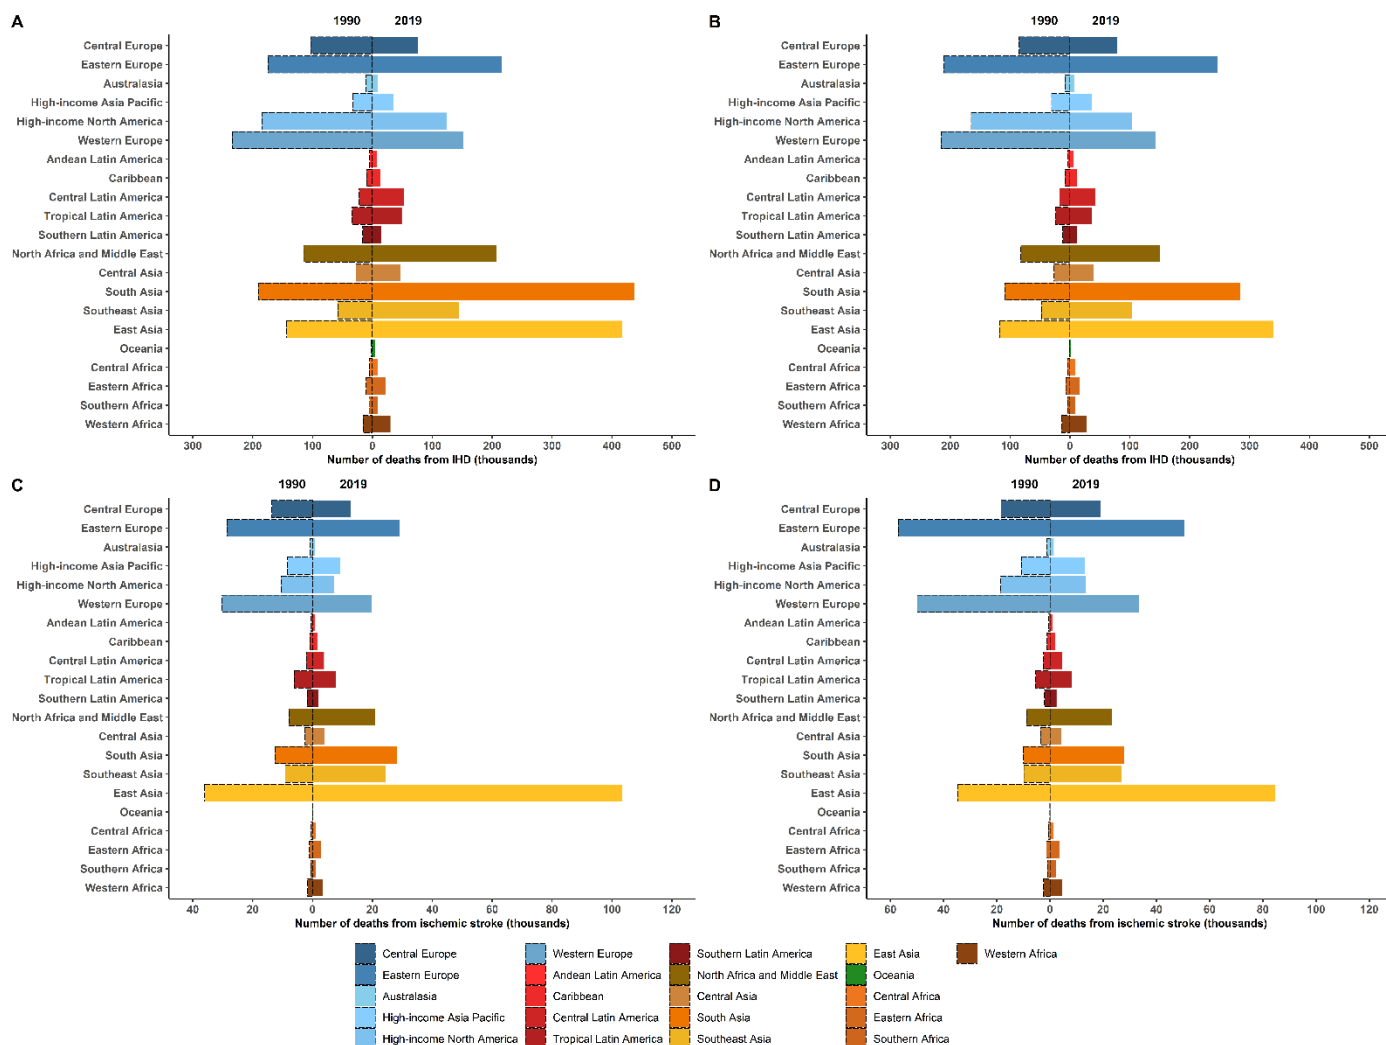 A
1990 2019
Central Europe
Eastern Europe
Australasia
High-income Asia Pacific
High-income North America
Western Europe
Andean Latin America
Caribbean
Central Latin America
Tropical Latin America
Southern Latin America
North Africa and Middle East
Central Asia
South Asia
Southeast Asia
East Asia
Oceania
Central Africa
Eastern Africa
Southern Africa
Western Africa
300 200 100 0 100 200 300 400 500
Number of deaths from IHD (thousands)
B
1990 2019
Central Europe
Eastern Europe
Australasia
High-income Asia Pacific
High-income North America
Western Europe
Andean Latin America
Caribbean
Central Latin America
Tropical Latin America
Southern Latin America
North Africa and Middle East
Central Asia
South Asia
Southeast Asia
East Asia
Oceania
Central Africa
Eastern Africa
Southern Africa
Western Africa
300 200 100 0 100 200 300 400 500
Number of deaths from IHD (thousands)
C
1990 2019
Central Europe
Eastern Europe
Australasia
High-income Asia Pacific
High-income North America
Western Europe
Andean Latin America
Caribbean
Central Latin America
Tropical Latin America
Southern Latin America
North Africa and Middle East
Central Asia
South Asia
Southeast Asia
East Asia
Oceania
Central Africa
Eastern Africa
Southern Africa
Western Africa
40 20 0 20 40 60 80 100 120
Number of deaths from ischemic stroke (thousands)
D
1990 2019
Central Europe
Eastern Europe
Australasia
High-income Asia Pacific
High-income North America
Western Europe
Andean Latin America
Caribbean
Central Latin America
Tropical Latin America
Southern Latin America
North Africa and Middle East
Central Asia
South Asia
Southeast Asia
East Asia
Oceania
Central Africa
Eastern Africa
Southern Africa
Western Africa
60 40 20 0 20 40 60 80 100 120
Number of deaths from ischemic stroke (thousands)
Central Europe
Eastern Europe
Australasia
High-income Asia Pacific
High-income North America
Western Europe
Andean Latin America
Caribbean
Central Latin America
Tropical Latin America
Southern Latin America
North Africa and Middle East
Central Asia
South Asia
Southeast Asia
East Asia
Oceania
Central Africa
Eastern Africa
Southern Africa
Western Africa